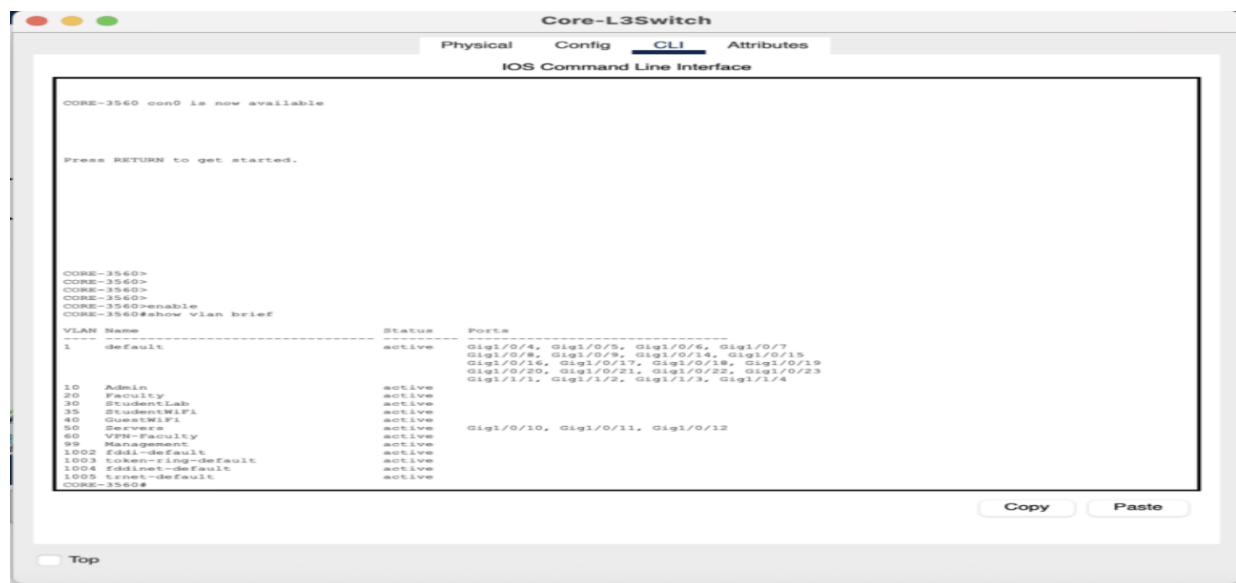 Core-L3Switch
Physical Config CLI Attributes
IOS Command Line Interface
CORE-3560 con0 is now available
Press RETURN to get started.
CORE-3560>
CORE-3560>
CORE-3560>
CORE-3560>
CORE-3560>enable
CORE-3560#show vlan brief
VLAN Name Status Ports
---- -------------------------------- --------- -------------------------------
1 default active Gig1/0/4, Gig1/0/5, Gig1/0/6, Gig1/0/7
Gig1/0/8, Gig1/0/9, Gig1/0/14, Gig1/0/15
Gig1/0/16, Gig1/0/17, Gig1/0/18, Gig1/0/19
Gig1/0/20, Gig1/0/21, Gig1/0/22, Gig1/0/23
Gig1/1/1, Gig1/1/2, Gig1/1/3, Gig1/1/4
10 Admin active
20 Faculty active
30 StudentLab active
35 StudentWiFi active
40 GuestWiFi active
50 Servers active Gig1/0/10, Gig1/0/11, Gig1/0/12
60 VPN-Faculty active
99 Management active
1002 fddi-default active
1003 token-ring-default active
1004 fddinet-default active
1005 trnet-default active
CORE-3560#
Copy Paste
Top